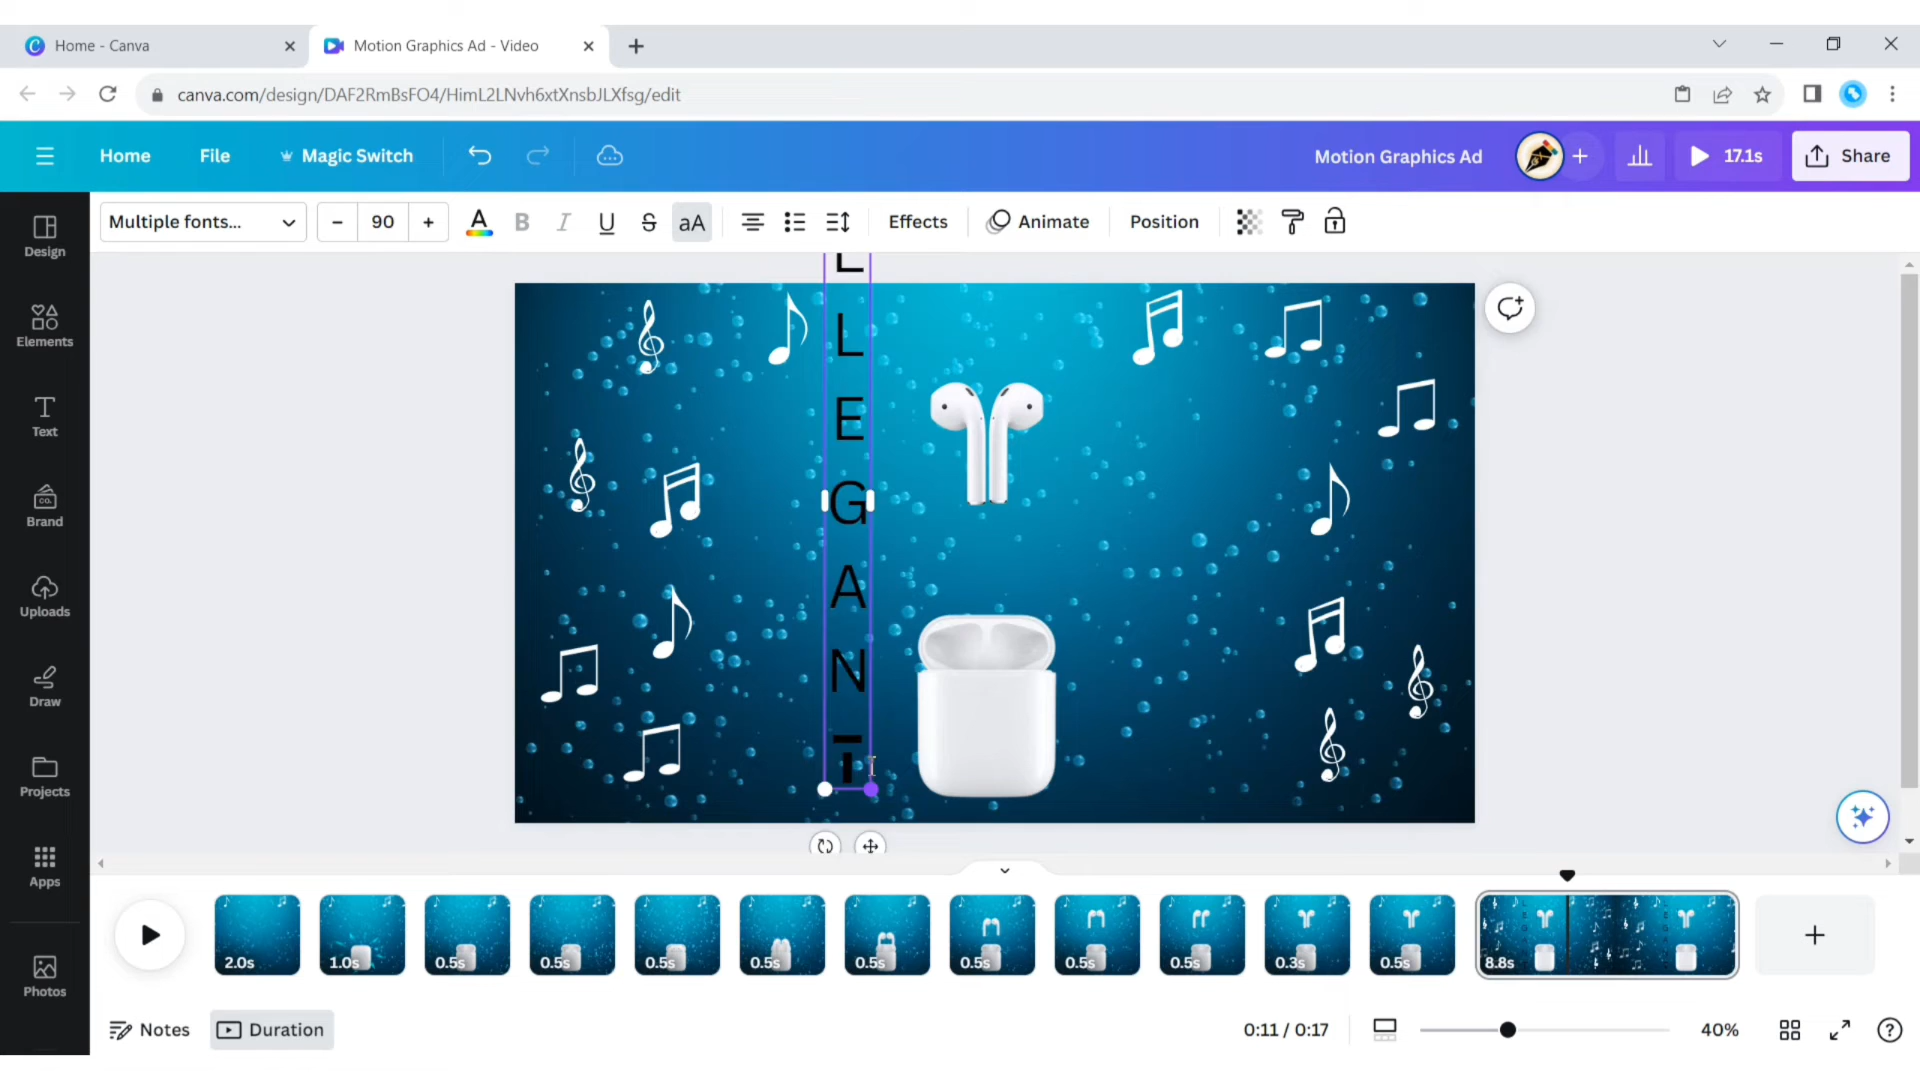 Home - Canva
Motion Graphics Ad - Video
canva.com/design/DAF2RmBsFO4/HimL2LNvh6xtXnsbJLXfsg/edit
Home
File
Magic Switch
Motion Graphics Ad
17.1s
Share
Multiple fonts...
- 90 +
A
B
I
U
S
aA
Effects
Animate
Position
Design
Elements
Text
Brand
Uploads
Draw
Projects
Apps
Photos
E
L
E
G
A
N
T
2.0s
1.0s
0.5s
0.5s
0.5s
0.5s
0.5s
0.5s
0.5s
0.5s
0.3s
0.5s
8.8s
Notes
Duration
0:11 / 0:17
40%